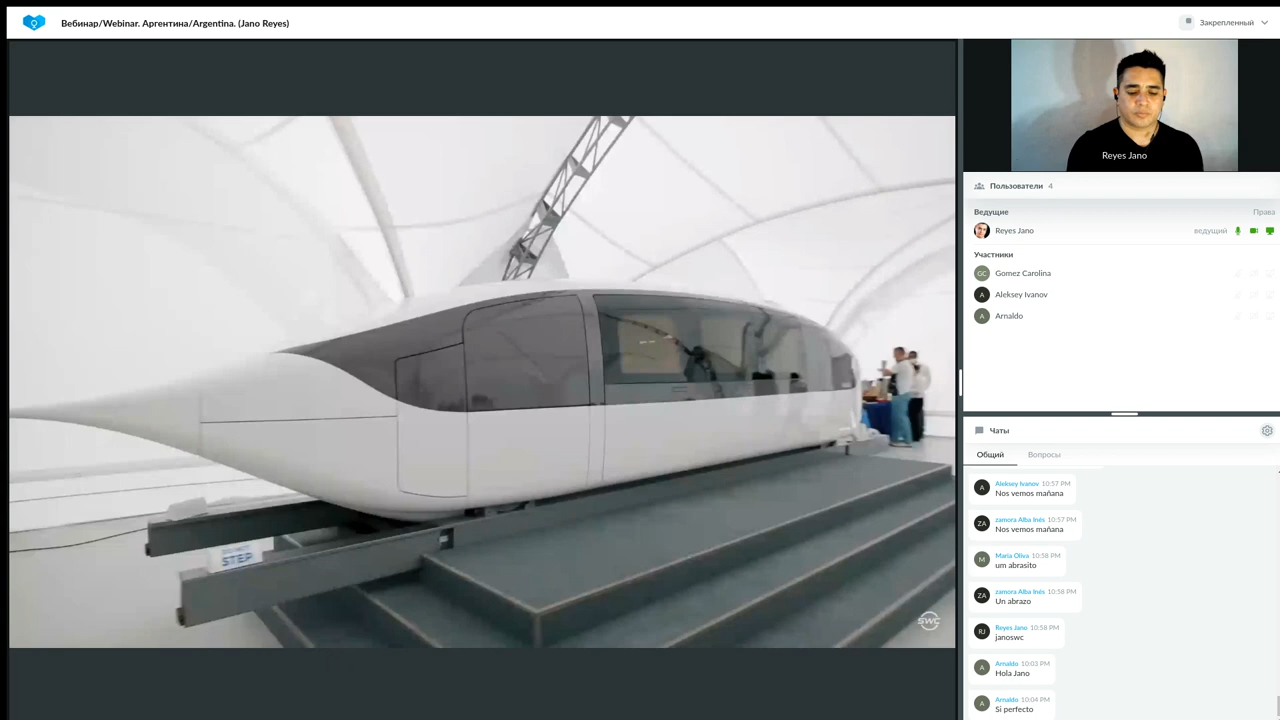 Вебинар/Webinar. Аргентина/Argentina. (Jano Reyes)
Закрепленный
Reyes Jano
Пользователи 4
Ведущие Права
Reyes Jano ведущий
Участники
GC Gomez Carolina
A Aleksey Ivanov
A Arnaldo
Чаты
Общий Вопросы
A Aleksey Ivanov 10:57 PM
Nos vemos mañana
ZA zamora Alba Inés 10:57 PM
Nos vemos mañana
M Maria Oliva 10:58 PM
um abrasito
ZA zamora Alba Inés 10:58 PM
Un abrazo
RJ Reyes Jano 10:58 PM
janoswc
A Arnaldo 10:03 PM
Hola Jano
A Arnaldo 10:04 PM
Si perfecto
STEP
SWC